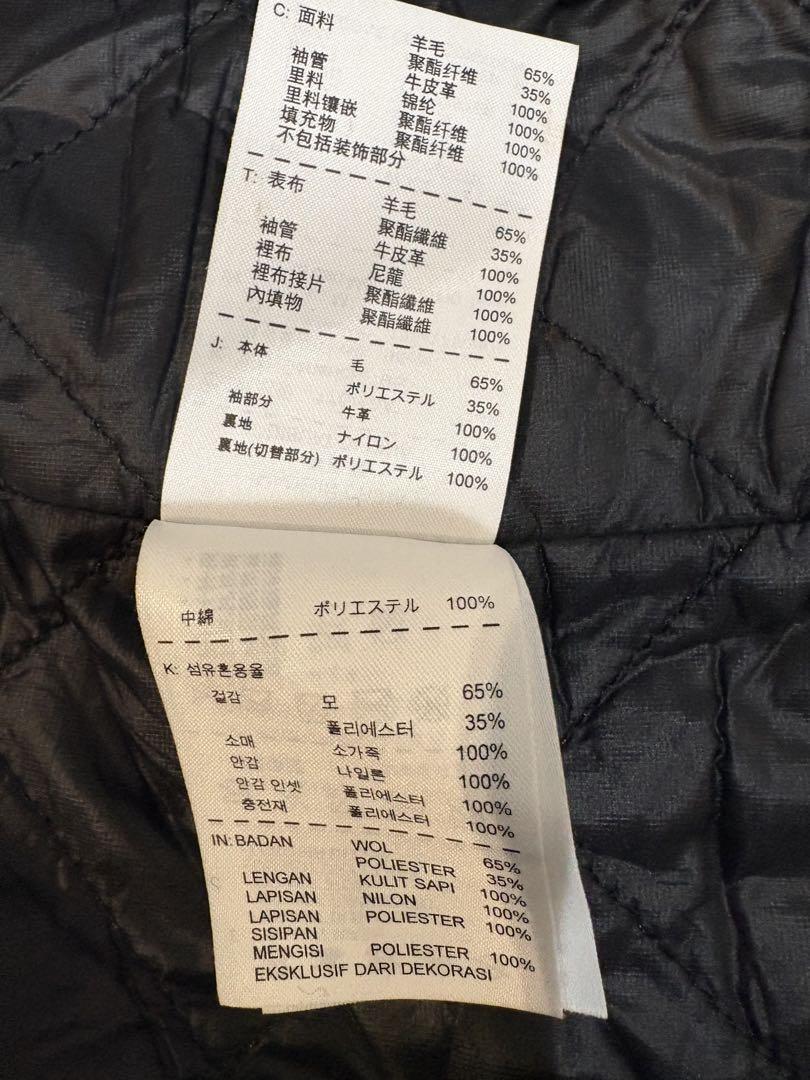 C: 面料 羊毛 65%
聚酯纤维 35%
袖管 牛皮革 100%
里料 锦纶 100%
里料镶嵌 聚酯纤维 100%
填充物 聚酯纤维 100%
不包括装饰部分
T: 表布 羊毛 65%
聚酯纖維 35%
袖管 牛皮革 100%
裡布 尼龍 100%
裡布接片 聚酯纖維 100%
內填物 聚酯纖維 100%
J: 本体 毛 65%
ポリエステル 35%
袖部分 牛革 100%
裏地 ナイロン 100%
裏地(切替部分) ポリエステル 100%
中綿 ポリエステル 100%
K: 섬유혼용율
겉감 모 65%
폴리에스터 35%
소매 소가죽 100%
안감 나일론 100%
안감 인셋 폴리에스터 100%
충전재 폴리에스터 100%
IN: BADAN WOL 65%
POLIESTER 35%
LENGAN KULIT SAPI 100%
LAPISAN NILON 100%
LAPISAN POLIESTER 100%
SISIPAN
MENGISI POLIESTER 100%
EKSKLUSIF DARI DEKORASI